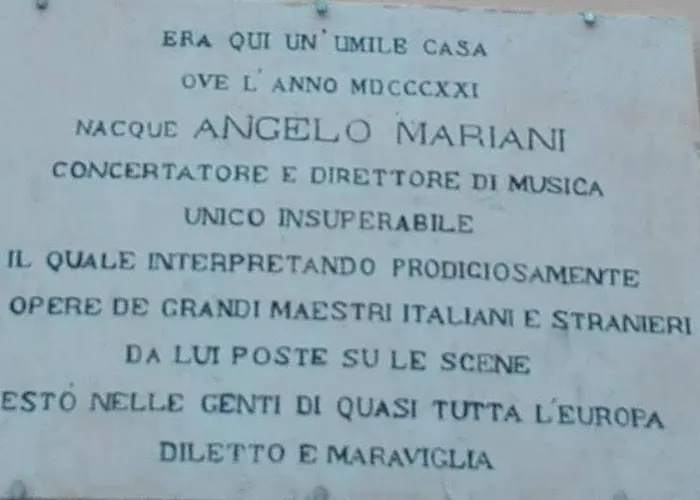 ERA QUI UN' UMILE CASA
OVE L' ANNO MDCCCXXI
NACQUE ANGELO MARIANI
CONCERTATORE E DIRETTORE DI MUSICA
UNICO INSUPERABILE
IL QUALE INTERPRETANDO PRODIGIOSAMENTE
OPERE DE GRANDI MAESTRI ITALIANI E STRANIERI
DA LUI POSTE SU LE SCENE
ESTÒ NELLE GENTI DI QUASI TUTTA L'EUROPA
DILETTO E MARAVIGLIA